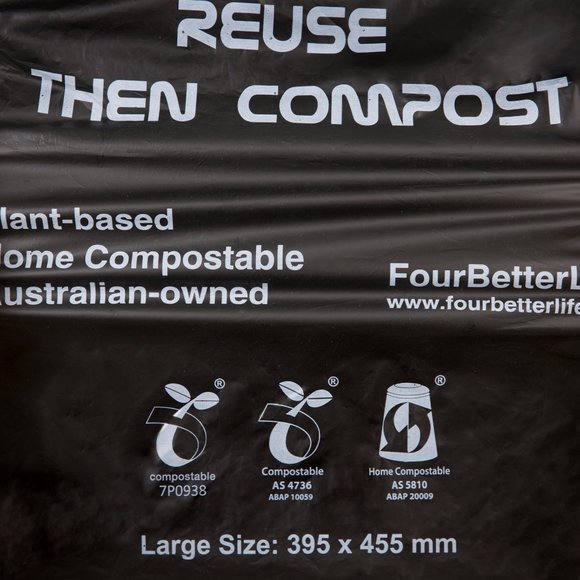 REUSE
THEN COMPOST
lant-based
ome Compostable
ustralian-owned
FourBetterL
www.fourbetterlife
® ® ®
compostable
7P0938
Compostable
AS 4736
ABAP 10059
Home Compostable
AS 5810
ABAP 20009
Large Size: 395 x 455 mm